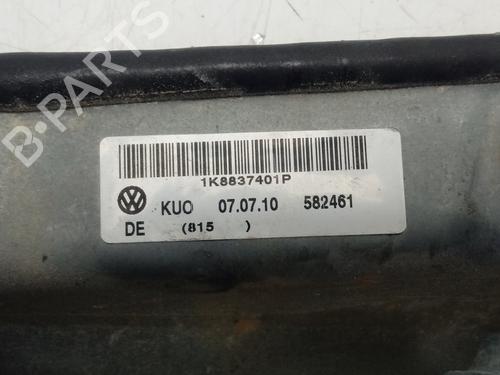 B-PARTS
1K8837401P
KUO 07.07.10 582461
DE (815 )